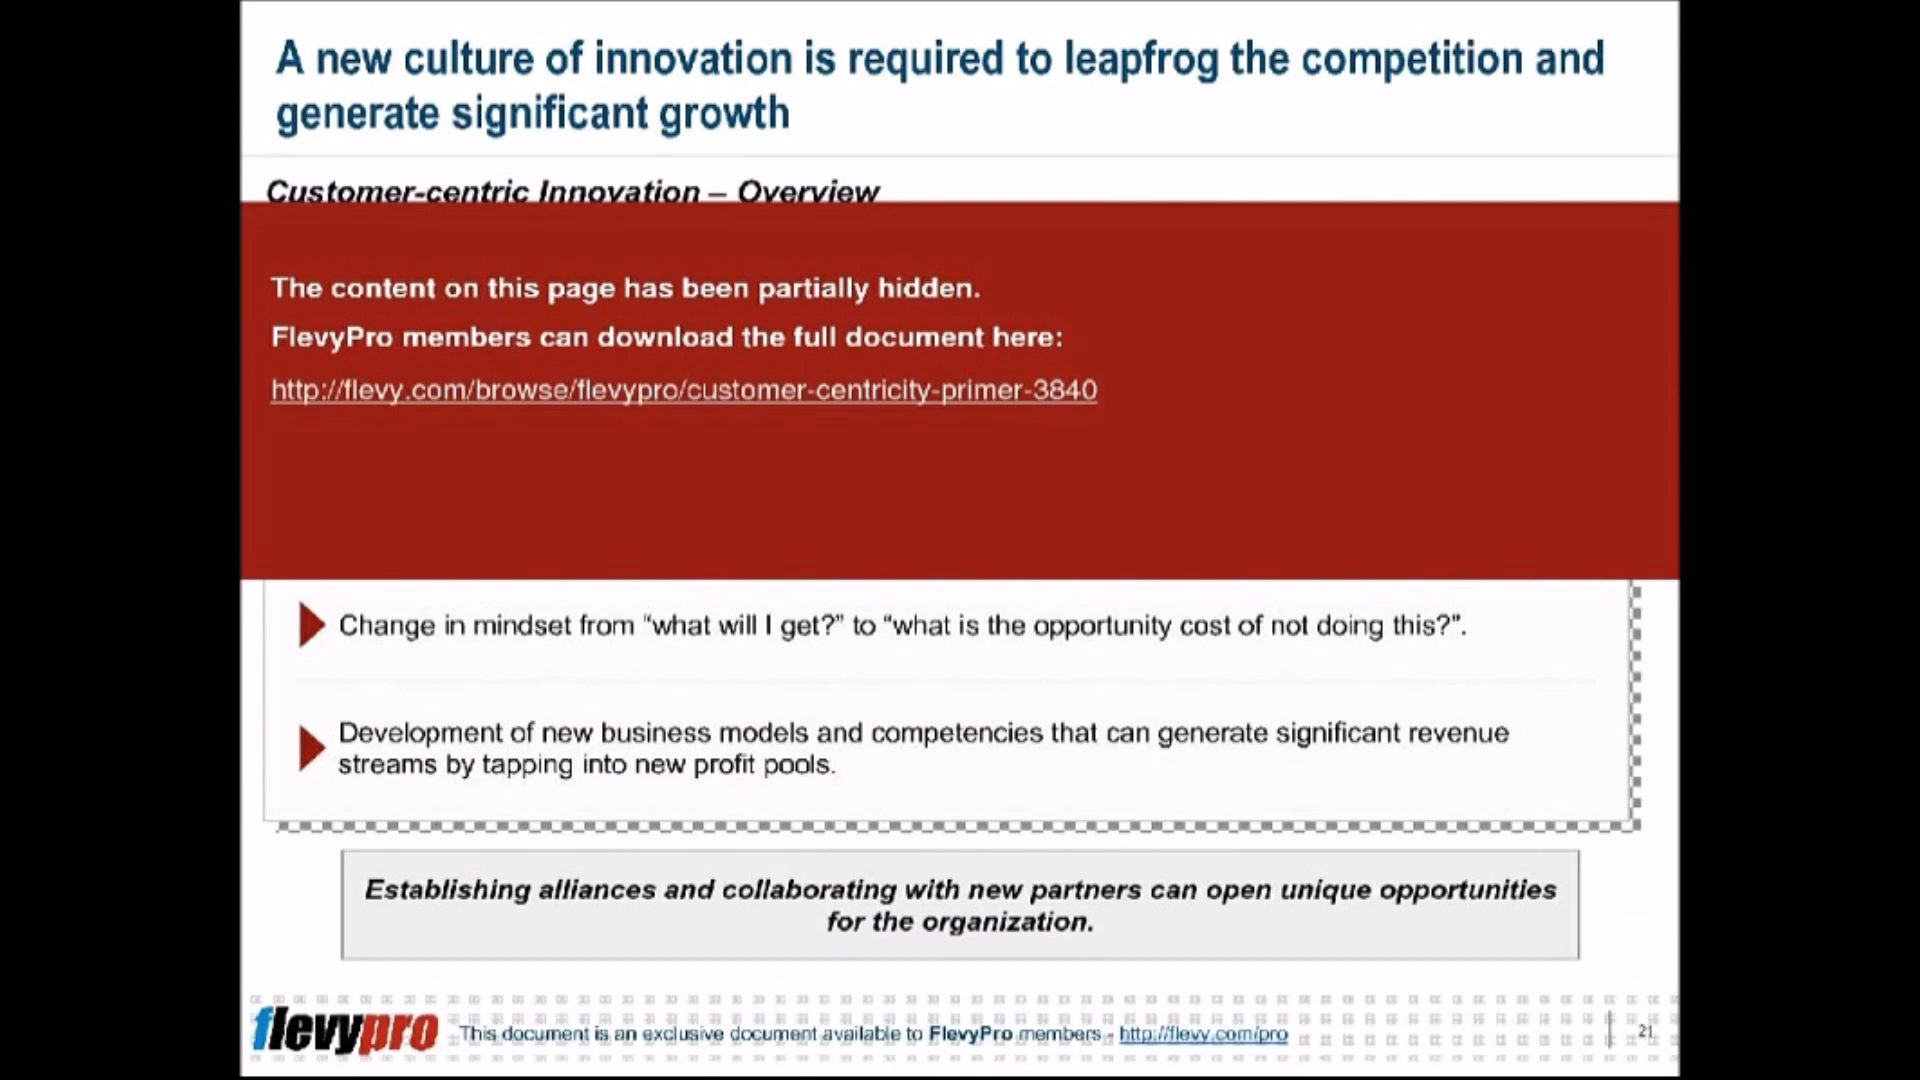 A new culture of innovation is required to leapfrog the competition and
generate significant growth
Customer-centric Innovation – Overview
The content on this page has been partially hidden.
FlevyPro members can download the full document here:
http://flevy.com/browse/flevypro/customer-centricity-primer-3840
Change in mindset from “what will I get?” to “what is the opportunity cost of not doing this?”.
Development of new business models and competencies that can generate significant revenue
streams by tapping into new profit pools.
Establishing alliances and collaborating with new partners can open unique opportunities
for the organization.
flevypro This document is an exclusive document available to FlevyPro members - http://flevy.com/pro 21